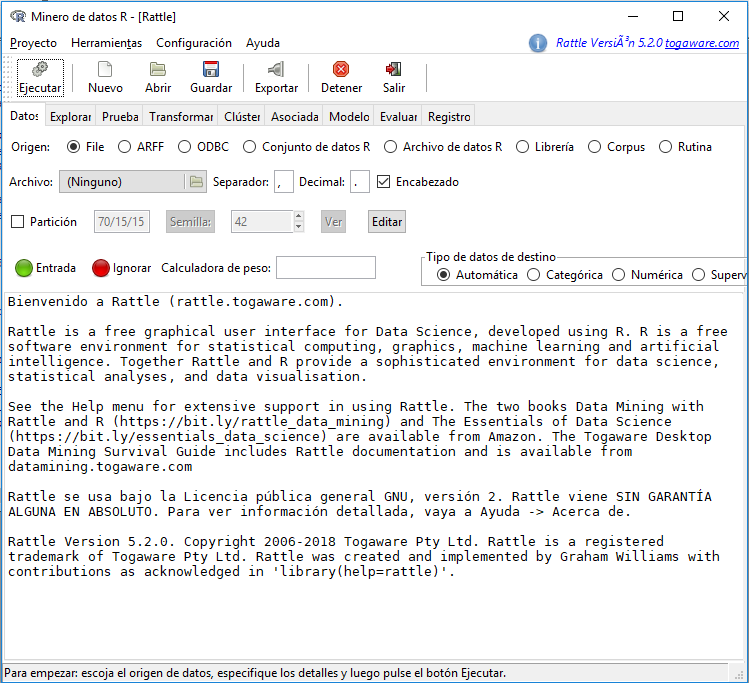 Minero de datos R - [Rattle]
Proyecto Herramientas Configuración Ayuda Rattle VersiÃ³n 5.2.0 togaware.com
Ejecutar Nuevo Abrir Guardar Exportar Detener Salir
Datos Explorar Prueba Transformar Clúster Asociada Modelo Evaluar Registro
Origen: File ARFF ODBC Conjunto de datos R Archivo de datos R Librería Corpus Rutina
Archivo: (Ninguno) Separador: , Decimal: . Encabezado
Partición 70/15/15 Semilla: 42 Ver Editar
Tipo de datos de destino
Entrada Ignorar Calculadora de peso: Automática Categórica Numérica Superv
Bienvenido a Rattle (rattle.togaware.com).
Rattle is a free graphical user interface for Data Science, developed using R. R is a free
software environment for statistical computing, graphics, machine learning and artificial
intelligence. Together Rattle and R provide a sophisticated environment for data science,
statistical analyses, and data visualisation.
See the Help menu for extensive support in using Rattle. The two books Data Mining with
Rattle and R (https://bit.ly/rattle_data_mining) and The Essentials of Data Science
(https://bit.ly/essentials_data_science) are available from Amazon. The Togaware Desktop
Data Mining Survival Guide includes Rattle documentation and is available from
datamining.togaware.com
Rattle se usa bajo la Licencia pública general GNU, versión 2. Rattle viene SIN GARANTÍA
ALGUNA EN ABSOLUTO. Para ver información detallada, vaya a Ayuda -> Acerca de.
Rattle Version 5.2.0. Copyright 2006-2018 Togaware Pty Ltd. Rattle is a registered
trademark of Togaware Pty Ltd. Rattle was created and implemented by Graham Williams with
contributions as acknowledged in 'library(help=rattle)'.
Para empezar: escoja el origen de datos, especifique los detalles y luego pulse el botón Ejecutar.